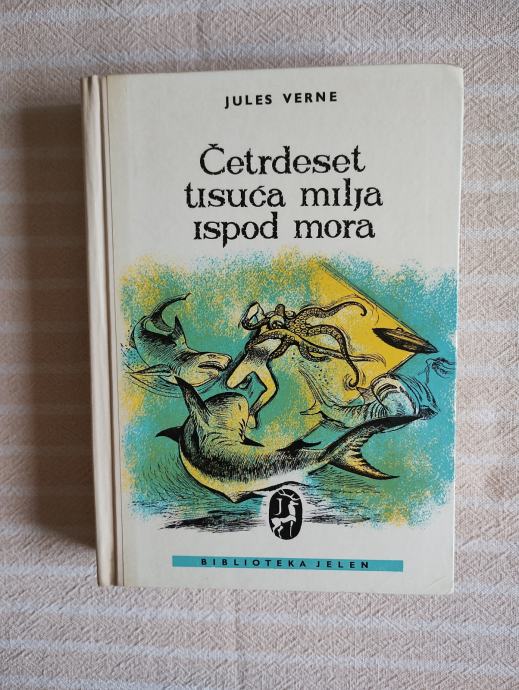 JULES VERNE
Četrdeset
tisuća milja
ispod mora
J
BIBLIOTEKA JELEN